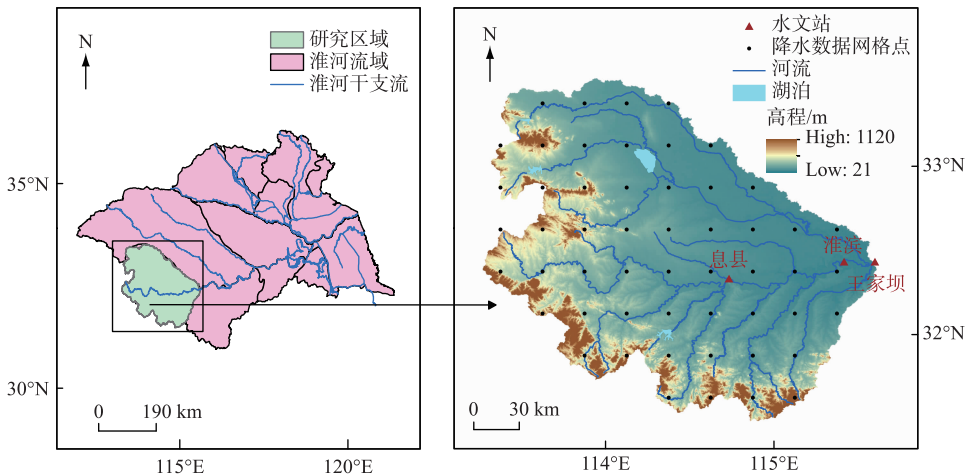 N
研究区域
淮河流域
淮河干支流
35°N
30°N
0 190 km
115°E
120°E
N
水文站
降水数据网格点
河流
湖泊
高程/m
High: 1120
Low: 21
33°N
32°N
息县
淮滨
王家坝
0 30 km
114°E
115°E